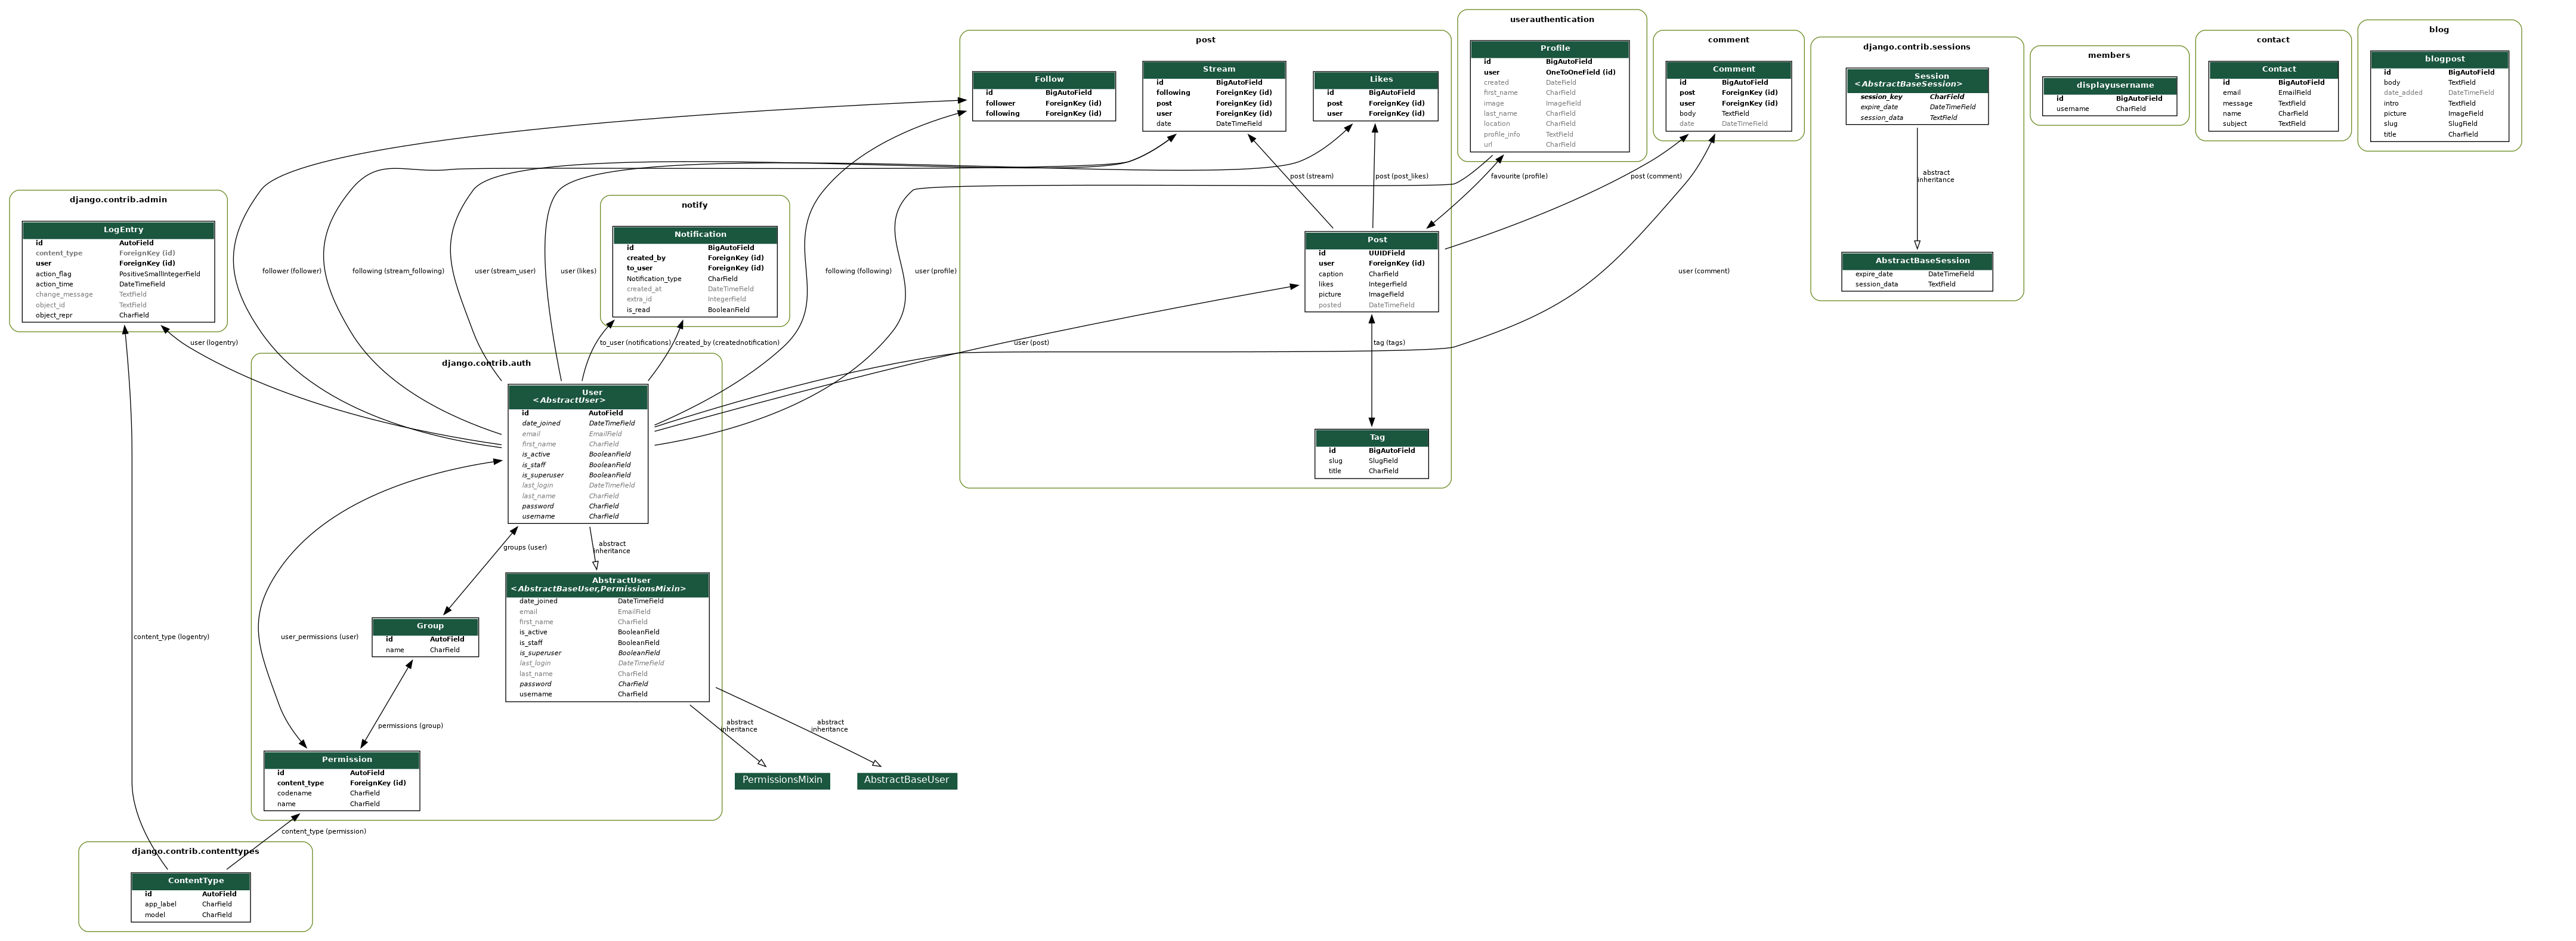 userauthentication
Profile
id BigAutoField
user OneToOneField (id)
created DateField
first_name CharField
image ImageField
last_name CharField
location CharField
profile_info TextField
url CharField
post
Follow
id BigAutoField
follower ForeignKey (id)
following ForeignKey (id)
Stream
id BigAutoField
following ForeignKey (id)
post ForeignKey (id)
user ForeignKey (id)
date DateTimeField
Likes
id BigAutoField
post ForeignKey (id)
user ForeignKey (id)
comment
Comment
id BigAutoField
post ForeignKey (id)
user ForeignKey (id)
body TextField
date DateTimeField
django.contrib.sessions
Session
<AbstractBaseSession>
session_key CharField
expire_date DateTimeField
session_data TextField
abstract
inheritance
AbstractBaseSession
expire_date DateTimeField
session_data TextField
members
displayusername
id BigAutoField
username CharField
contact
Contact
id BigAutoField
email EmailField
message TextField
name CharField
subject TextField
blog
blogpost
id BigAutoField
body TextField
date_added DateTimeField
intro TextField
picture ImageField
slug SlugField
title CharField
post (stream)
post (post_likes)
favourite (profile)
post (comment)
Post
id UUIDField
user ForeignKey (id)
caption CharField
likes IntegerField
picture ImageField
posted DateTimeField
tag (tags)
Tag
id BigAutoField
slug SlugField
title CharField
django.contrib.admin
LogEntry
id AutoField
content_type ForeignKey (id)
user ForeignKey (id)
action_flag PositiveSmallIntegerField
action_time DateTimeField
change_message TextField
object_id TextField
object_repr CharField
notify
Notification
id BigAutoField
created_by ForeignKey (id)
to_user ForeignKey (id)
Notification_type CharField
created_at DateTimeField
extra_id IntegerField
is_read BooleanField
follower (follower)
following (stream_following)
user (stream_user)
user (likes)
following (following)
user (profile)
user (comment)
user (logentry)
to_user (notifications)
created_by (creatednotification)
user (post)
django.contrib.auth
User
<AbstractUser>
id AutoField
date_joined DateTimeField
email EmailField
first_name CharField
is_active BooleanField
is_staff BooleanField
is_superuser BooleanField
last_login DateTimeField
last_name CharField
password CharField
username CharField
groups (user)
abstract
inheritance
AbstractUser
<AbstractBaseUser,PermissionsMixin>
date_joined DateTimeField
email EmailField
first_name CharField
is_active BooleanField
is_staff BooleanField
is_superuser BooleanField
last_login DateTimeField
last_name CharField
password CharField
username CharField
Group
id AutoField
name CharField
content_type (logentry)
user_permissions (user)
permissions (group)
abstract
inheritance
abstract
inheritance
Permission
id AutoField
content_type ForeignKey (id)
codename CharField
name CharField
PermissionsMixin
AbstractBaseUser
content_type (permission)
django.contrib.contenttypes
ContentType
id AutoField
app_label CharField
model CharField